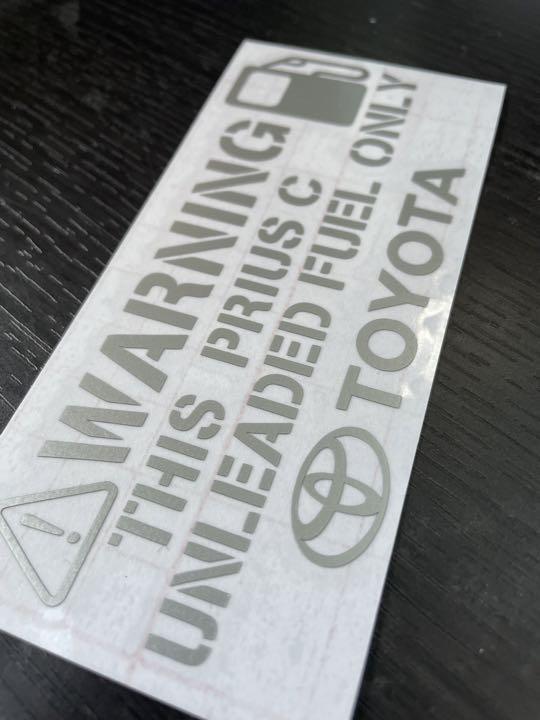 WARNING
THIS PRIUS C
UNLEADED FUEL ONLY
TOYOTA